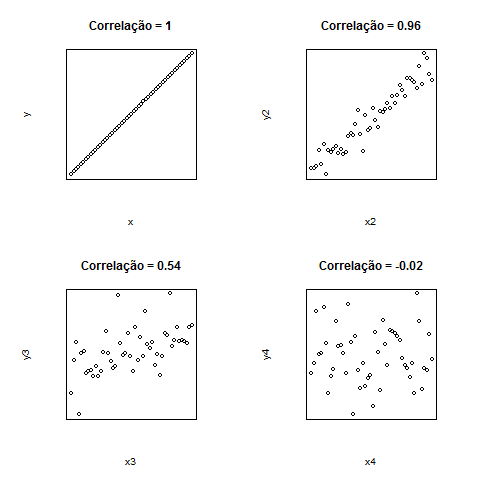 Correlação = 1
y
x
Correlação = 0.96
y2
x2
Correlação = 0.54
y3
x3
Correlação = -0.02
y4
x4